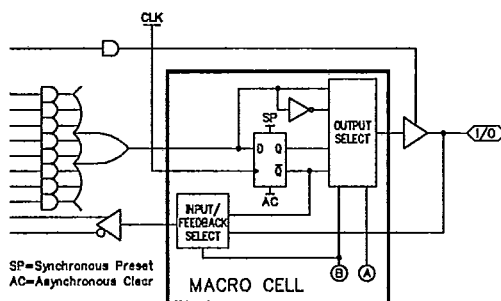 CLK
I/O
SP
OUTPUT
SELECT
D Q
Q
AC
INPUT/
FEEDBACK
SELECT
B A
SP=Synchronous Preset
AC=Asynchronous Clear
MACRO CELL